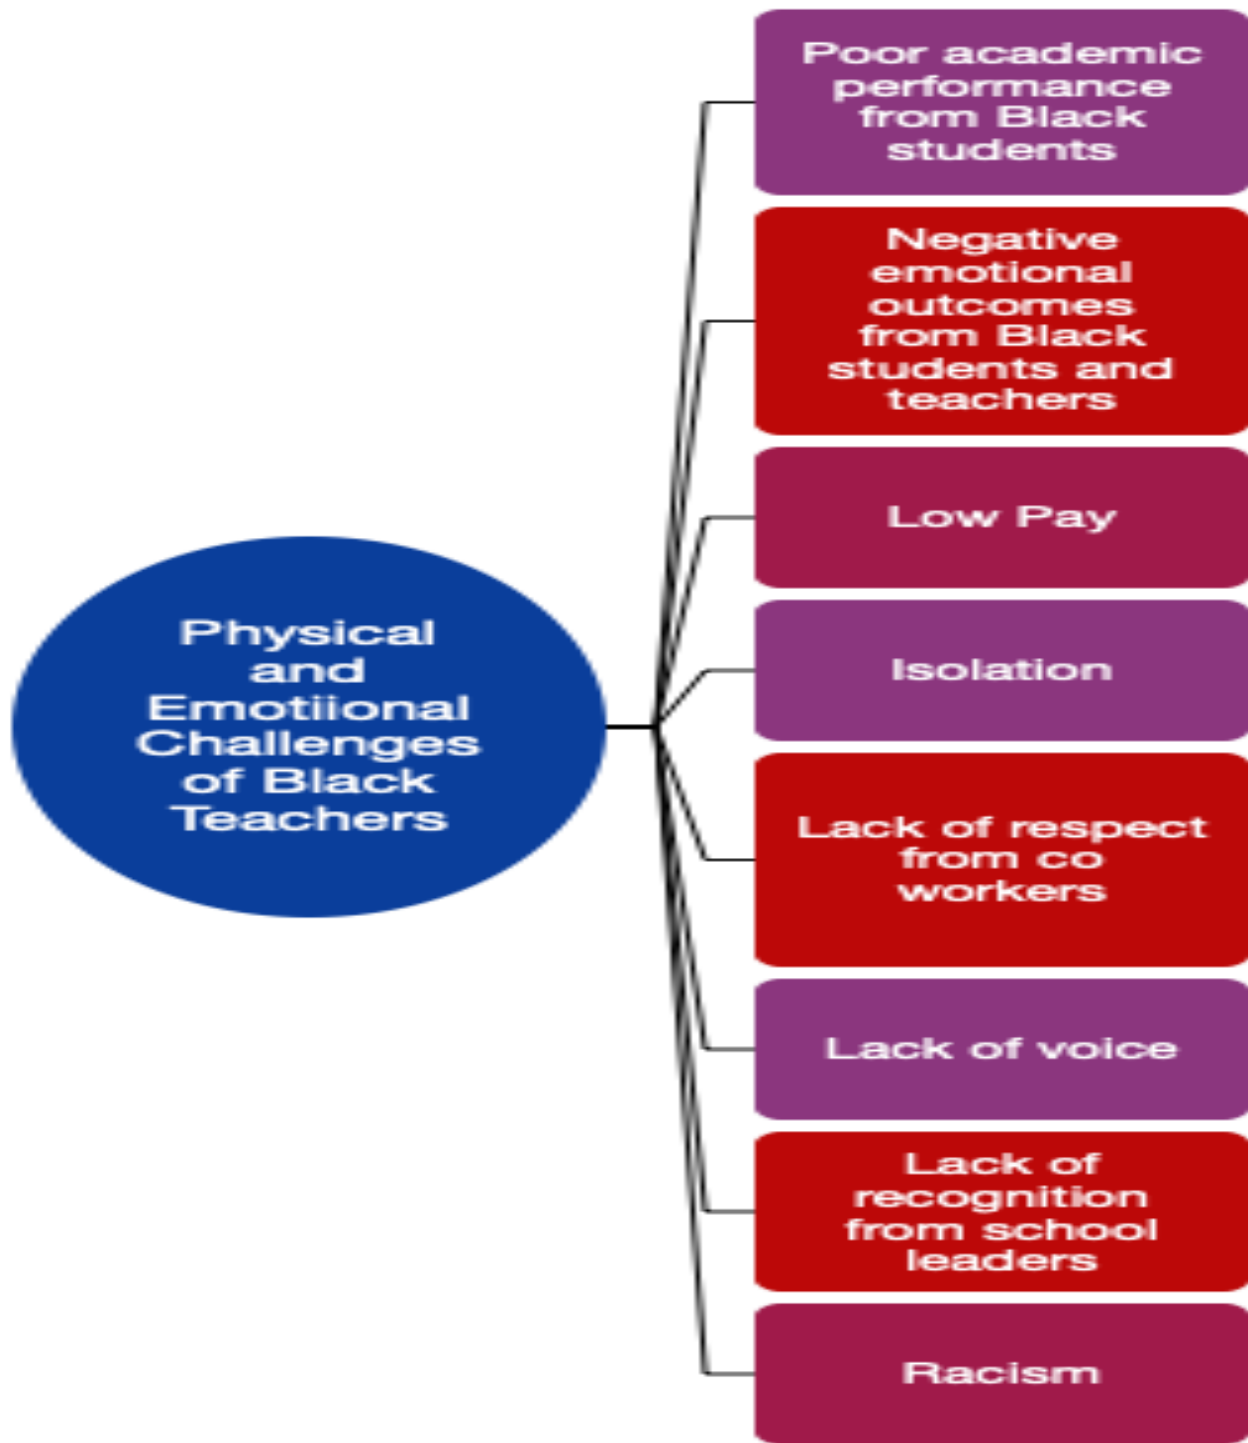 Poor academic
performance
from Black
students
Negative
emotional
outcomes
from Black
students and
teachers
Low Pay
Isolation
Physical
and
Emotiional
Challenges
of Black
Teachers
Lack of respect
from co
workers
Lack of voice
Lack of
recognition
from school
leaders
Racism